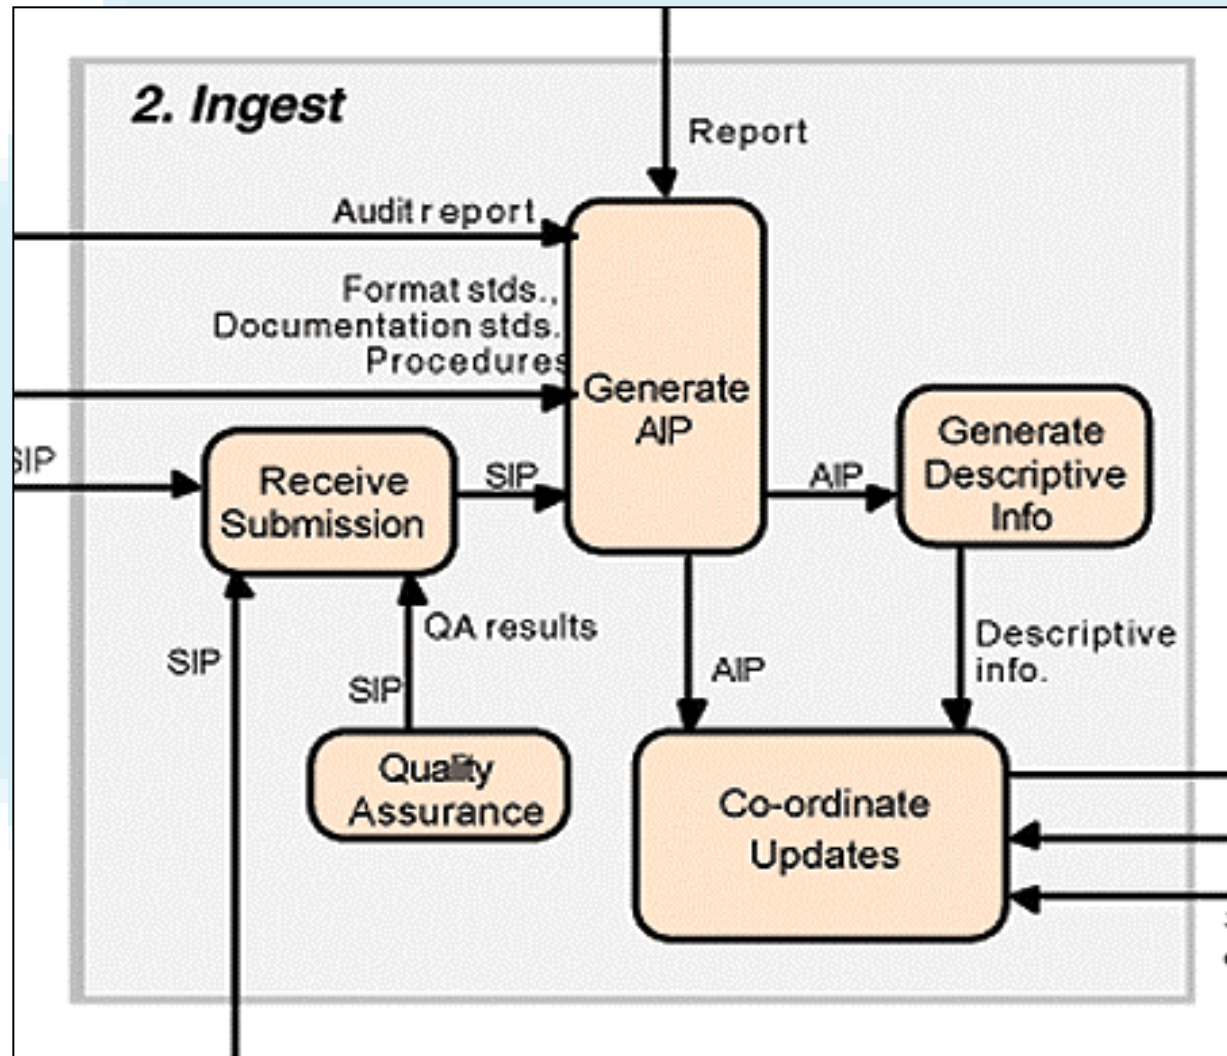 2. Ingest
Report
Audit report
Format stds.,
Documentation stds.
Procedures
Generate
AIP
Generate
Descriptive
Info
SIP
Receive
Submission
SIP
AIP
QA results
SIP
SIP
AIP
Descriptive
info.
Quality
Assurance
Co-ordinate
Updates